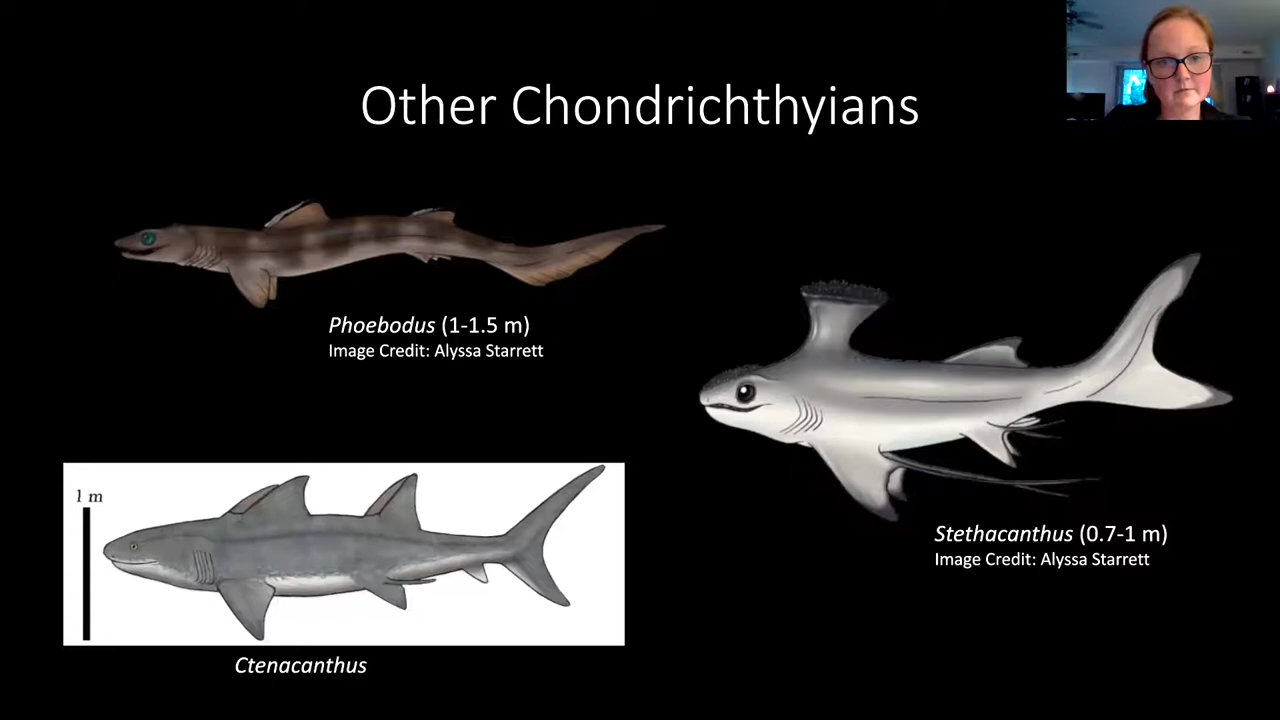 Other Chondrichthyians
Phoebodus (1-1.5 m)
Image Credit: Alyssa Starrett
Stethacanthus (0.7-1 m)
Image Credit: Alyssa Starrett
1 m
Ctenacanthus